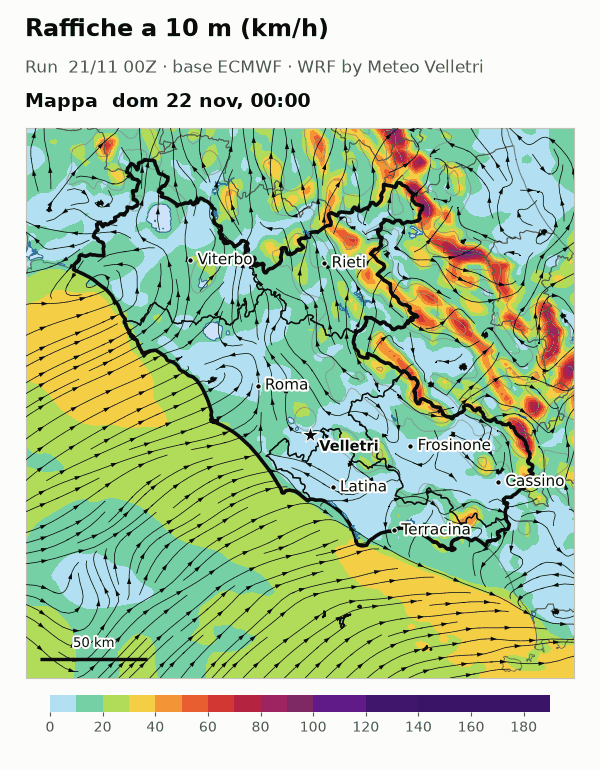 Raffiche a 10 m (km/h)
Run 21/11 00Z · base ECMWF · WRF by Meteo Velletri
Mappa dom 22 nov, 00:00
Viterbo
Rieti
Roma
Velletri
Frosinone
Cassino
Latina
Terracina
50 km
0 20 40 60 80 100 120 140 160 180